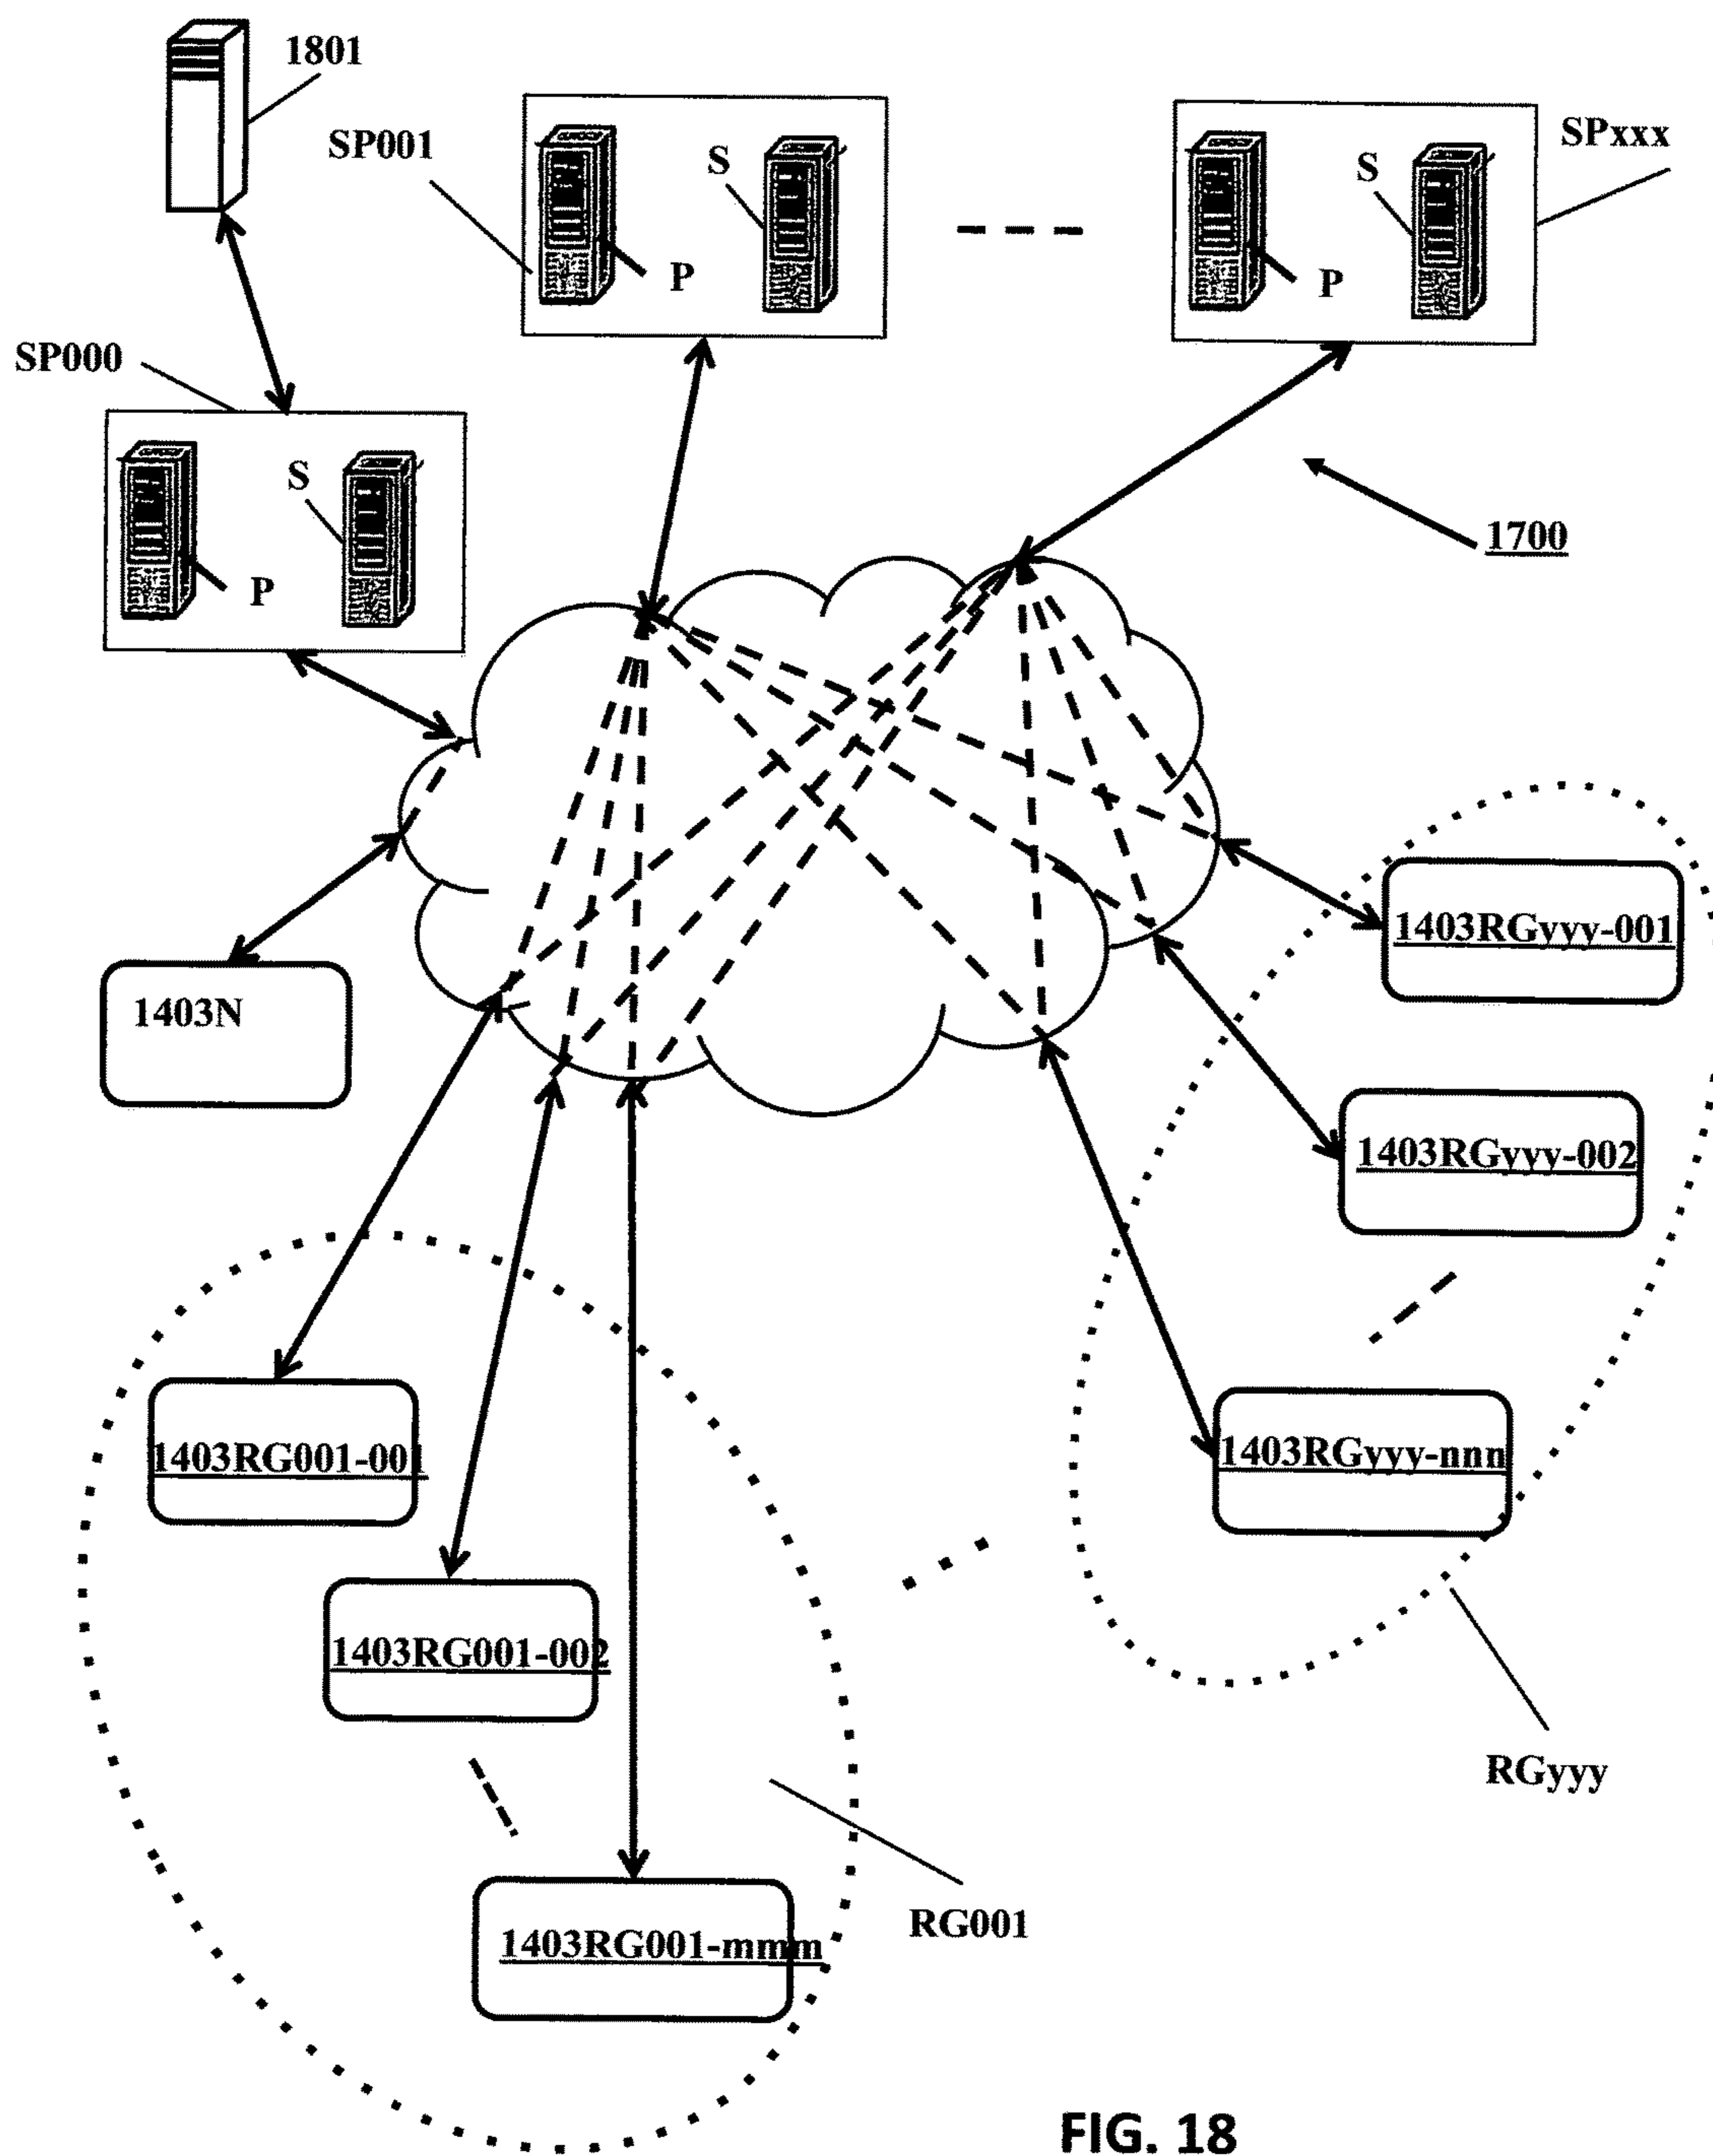 1801
SP001
S
P
S
P
SPxxx
SP000
S
P
1700
1403N
1403RGyyy-001
1403RGyyy-002
1403RGyyy-nnn
1403RG001-001
1403RG001-002
1403RG001-mmm
RGyyy
RG001
FIG. 18